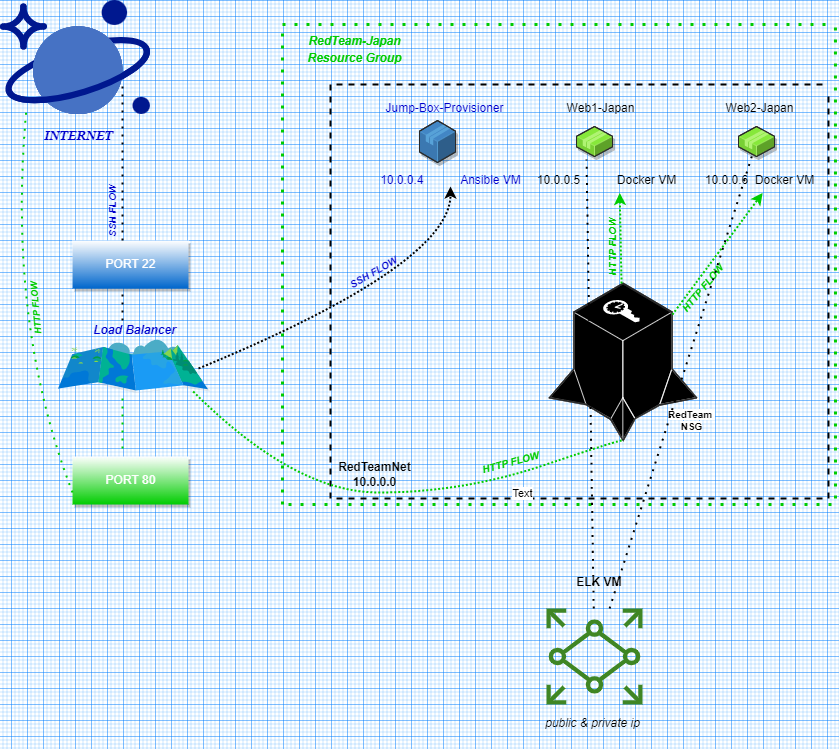 RedTeam-Japan
Resource Group
Jump-Box-Provisioner
Web1-Japan
Web2-Japan
INTERNET
10.0.0.4
Ansible VM
10.0.0.5
Docker VM
10.0.0.6
Docker VM
SSH FLOW
HTTP FLOW
HTTP FLOW
PORT 22
SSH FLOW
HTTP FLOW
Load Balancer
RedTeam
NSG
RedTeamNet
10.0.0.0
HTTP FLOW
PORT 80
Text
ELK VM
public & private ip